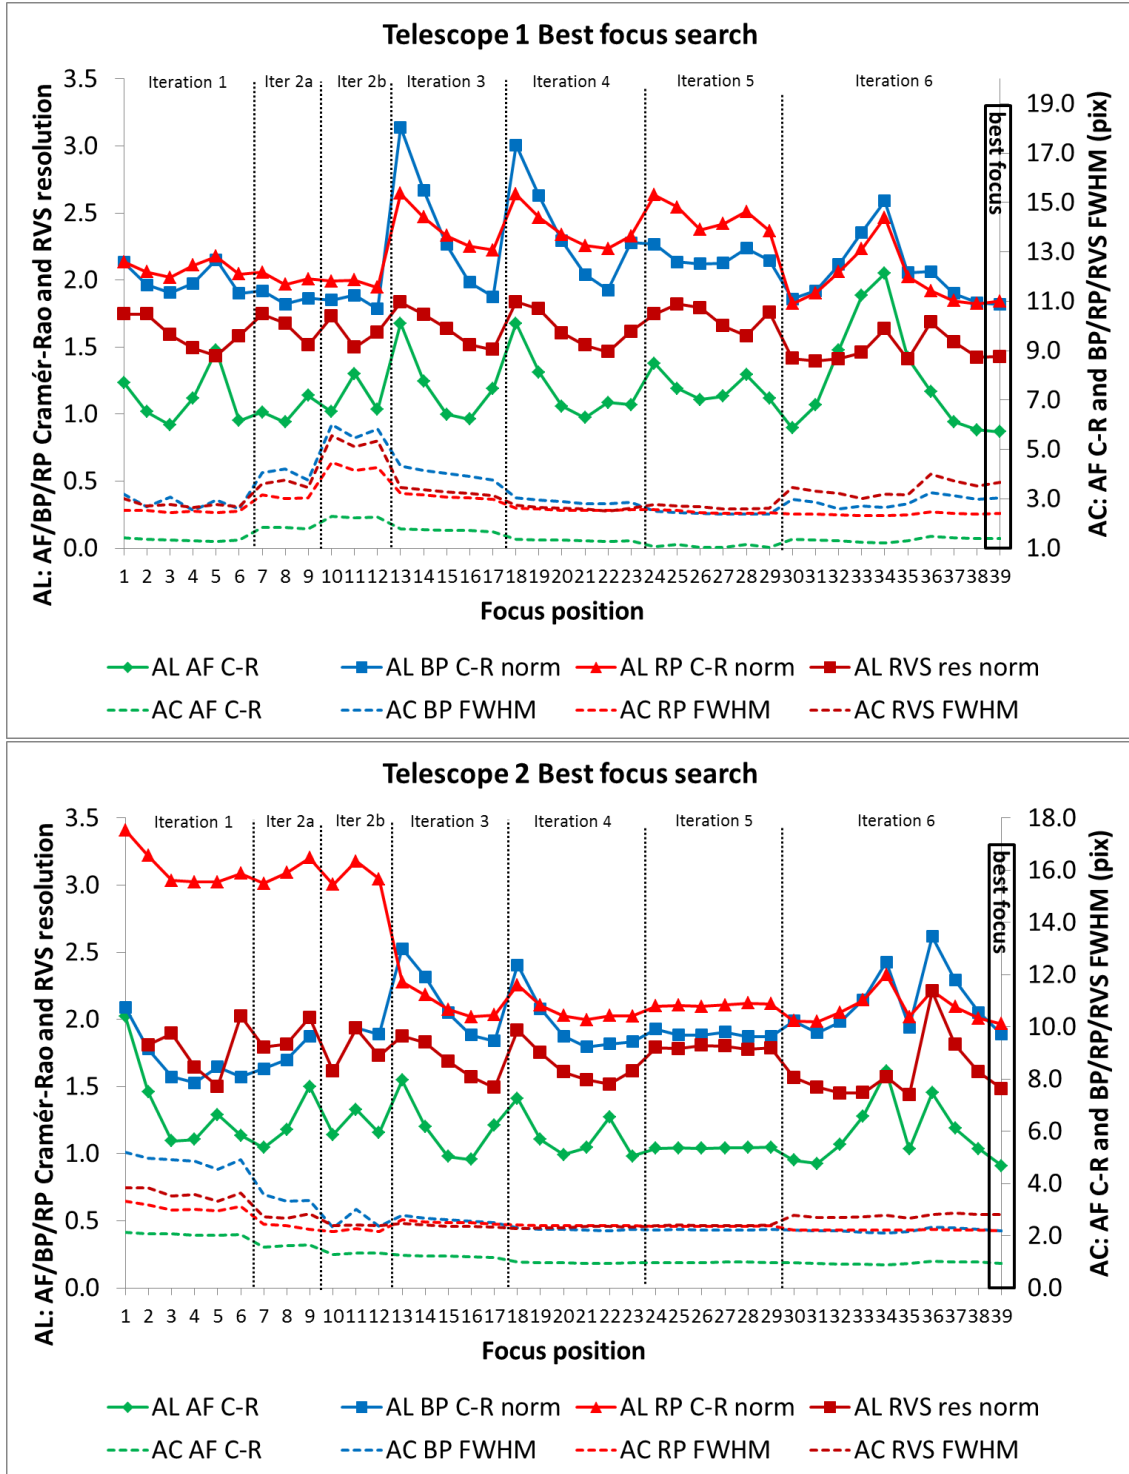 Telescope 1 Best focus search
Iteration 1 Iter 2a Iter 2b Iteration 3 Iteration 4 Iteration 5 Iteration 6
AL: AF/BP/RP Cramér-Rao and RVS resolution
3.5
3.0
2.5
2.0
1.5
1.0
0.5
0.0
19.0
17.0
15.0
13.0
11.0
9.0
7.0
5.0
3.0
1.0
AC: AF C-R and BP/RP/RVS FWHM (pix)
best focus
1 2 3 4 5 6 7 8 9 10 11 12 13 14 15 16 17 18 19 20 21 22 23 24 25 26 27 28 29 30 31 32 33 34 35 36 37 38 39
Focus position
AL AF C-R AL BP C-R norm AL RP C-R norm AL RVS res norm
AC AF C-R AC BP FWHM AC RP FWHM AC RVS FWHM
Telescope 2 Best focus search
Iteration 1 Iter 2a Iter 2b Iteration 3 Iteration 4 Iteration 5 Iteration 6
AL: AF/BP/RP Cramér-Rao and RVS resolution
3.5
3.0
2.5
2.0
1.5
1.0
0.5
0.0
18.0
16.0
14.0
12.0
10.0
8.0
6.0
4.0
2.0
0.0
AC: AF C-R and BP/RP/RVS FWHM (pix)
best focus
1 2 3 4 5 6 7 8 9 10 11 12 13 14 15 16 17 18 19 20 21 22 23 24 25 26 27 28 29 30 31 32 33 34 35 36 37 38 39
Focus position
AL AF C-R AL BP C-R norm AL RP C-R norm AL RVS res norm
AC AF C-R AC BP FWHM AC RP FWHM AC RVS FWHM